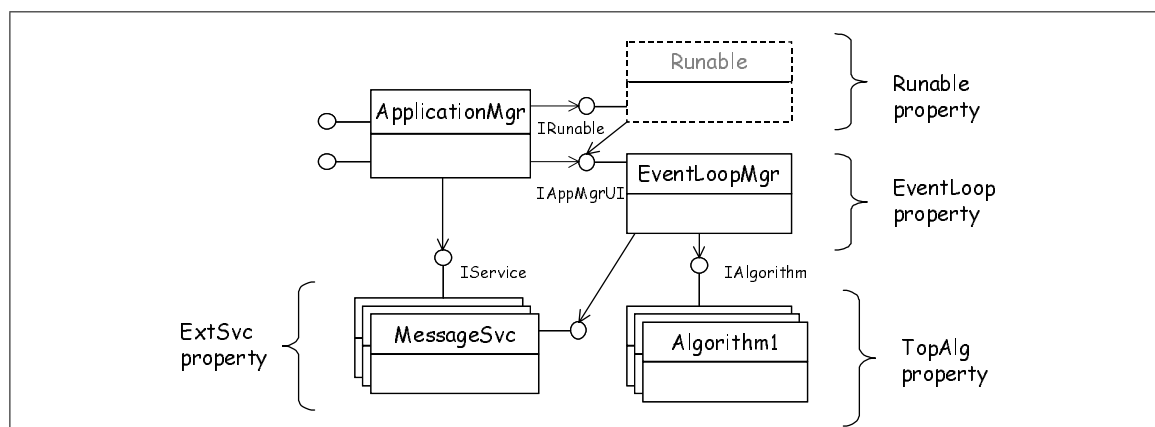 Runable
Runable
property
ApplicationMgr
IRunable
EventLoopMgr
IAppMgrUI
EventLoop
property
IService
IAlgorithm
ExtSvc
property
MessageSvc
Algorithm1
TopAlg
property